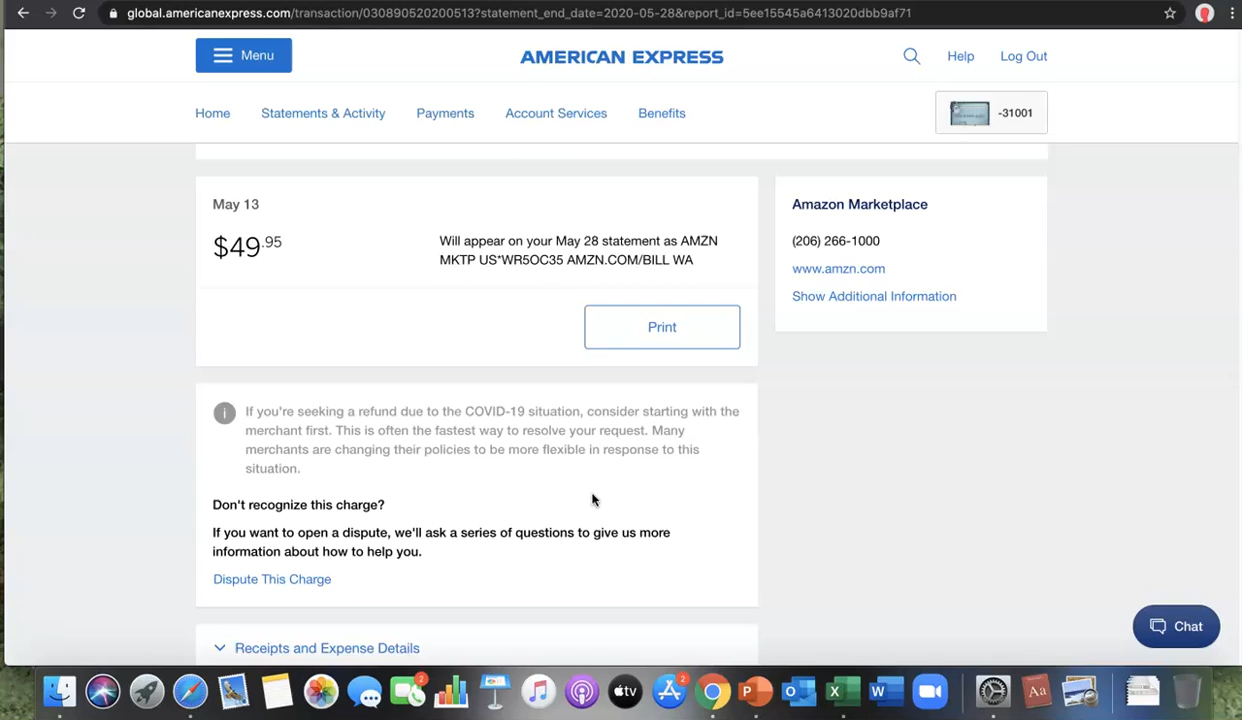 global.americanexpress.com/transaction/030890520200513?statement_end_date=2020-05-28&report_id=5ee15545a6413020dbb9af71
Menu
AMERICAN EXPRESS
Help
Log Out
Home
Statements & Activity
Payments
Account Services
Benefits
-31001
May 13
$49.95
Will appear on your May 28 statement as AMZN
MKTP US*WR5OC35 AMZN.COM/BILL WA
Print
Amazon Marketplace
(206) 266-1000
www.amzn.com
Show Additional Information
If you're seeking a refund due to the COVID-19 situation, consider starting with the
merchant first. This is often the fastest way to resolve your request. Many
merchants are changing their policies to be more flexible in response to this
situation.
Don't recognize this charge?
If you want to open a dispute, we'll ask a series of questions to give us more
information about how to help you.
Dispute This Charge
Chat
Receipts and Expense Details
2
tv
2
P
O
X
W
Aa